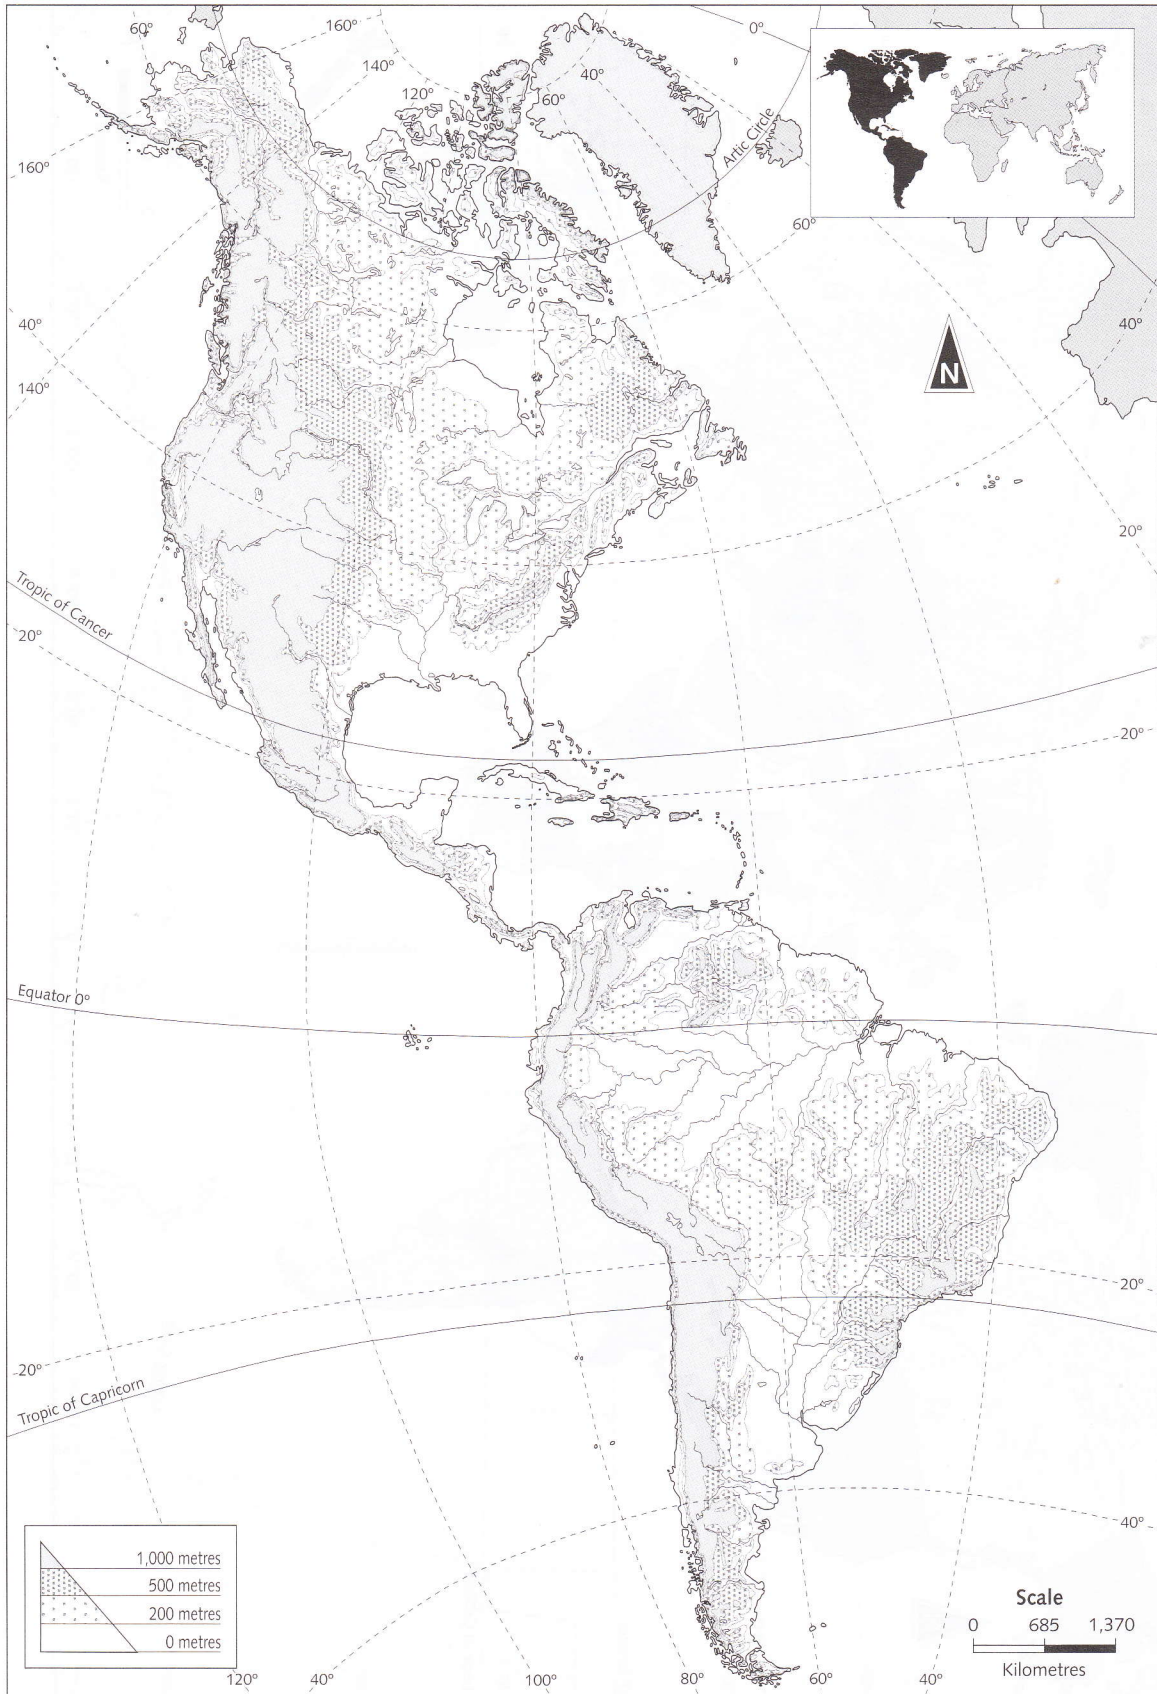 60°
160°
0°
140°
40°
120°
60°
Artic Circle
160°
60°
40°
40°
N
140°
20°
Tropic of Cancer
20°
20°
Equator 0°
20°
20°
Tropic of Capricorn
40°
1,000 metres
500 metres
200 metres
0 metres
Scale
0 685 1,370
Kilometres
120° 40° 100° 80° 60° 40°